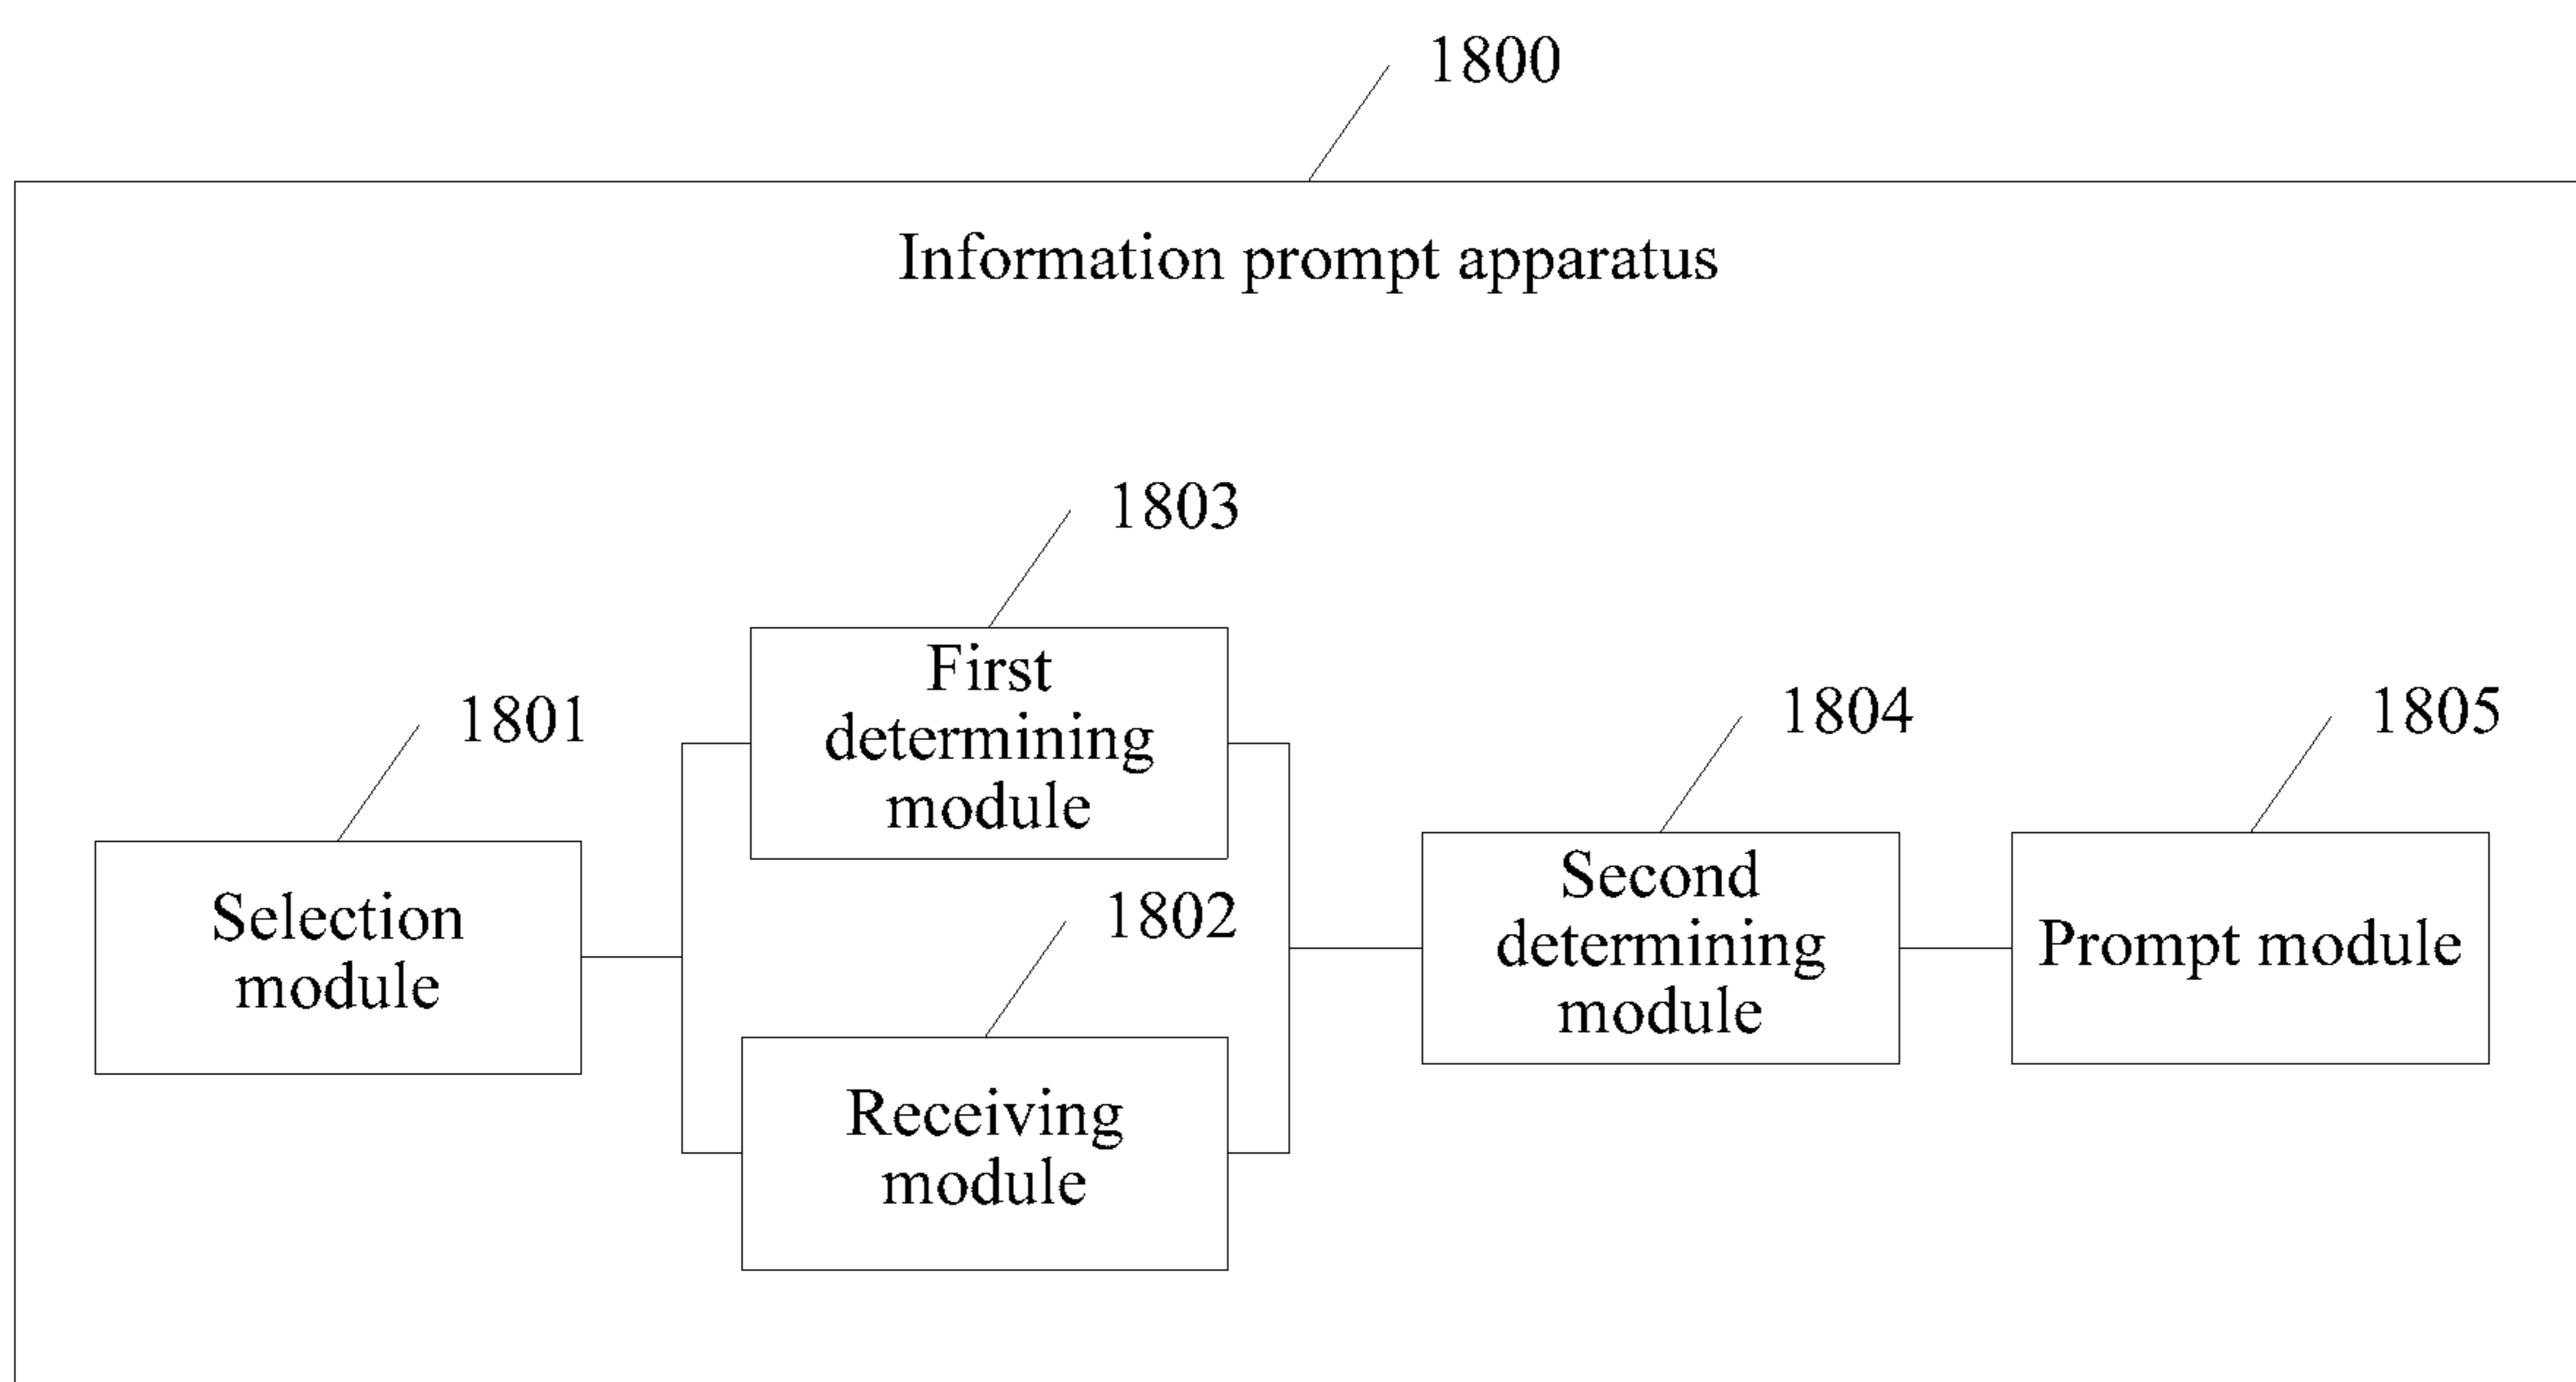 1800
Information prompt apparatus
1803
First
determining
module
1801
Selection
module
1802
Receiving
module
1804
Second
determining
module
1805
Prompt module